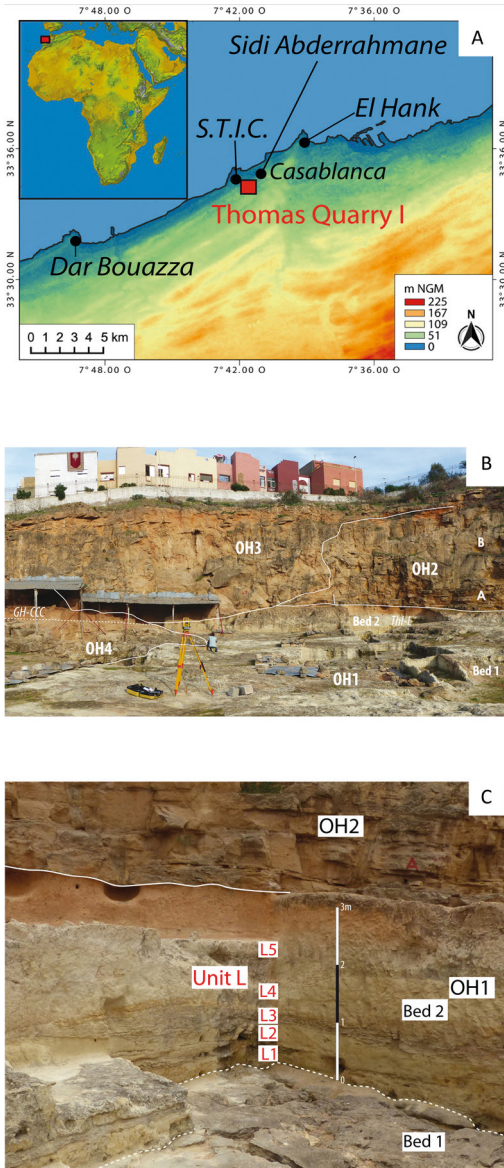 7°48.00 O
7°42.00 O
7°36.00 O
A
Sidi Abderrahmane
El Hank
S.T.I.C.
Casablanca
Thomas Quarry I
Dar Bouazza
33°36.00 N
33°30.00 N
33°36.00 N
33°30.00 N
m NGM
225
167
109
51
0
N
0 1 2 3 4 5 km
7°48.00 O
7°42.00 O
7°36.00 O
B
OH3
B
OH2
A
GH-CCC
Bed 2
ThI-L
OH4
Bed 1
OH1
C
OH2
A
3m
L5
Unit L
2
L4
OH1
L3
Bed 2
1
L2
L1
0
Bed 1